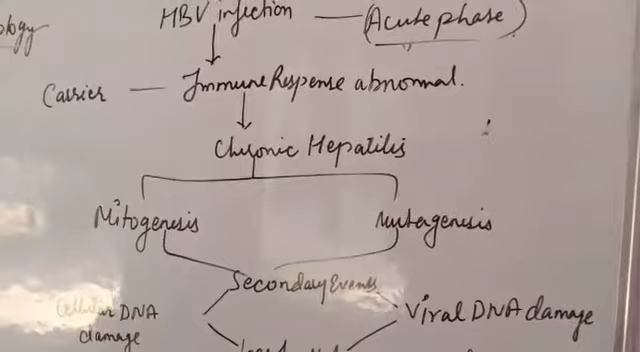 ology
HBV infection — (Acute phase)
Carrier — Immune Response abnormal.
Chronic Hepatitis
Mitogenesis
Mutagenesis
Secondary Events
Cellular DNA
damage
Viral DNA damage